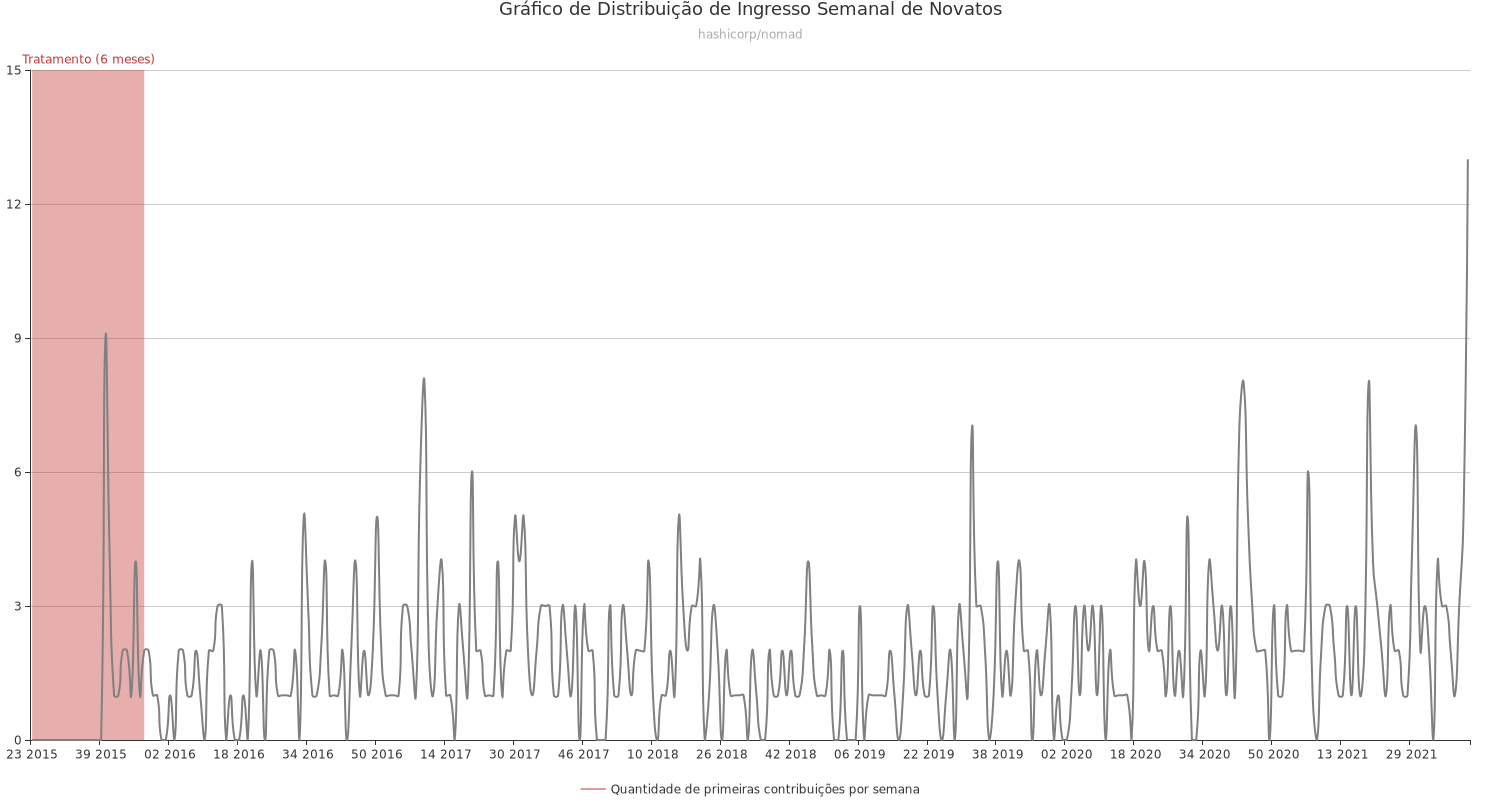 Gráfico de Distribuição de Ingresso Semanal de Novatos
hashicorp/nomad
Tratamento (6 meses)
15
12
9
6
3
0
23 2015 39 2015 02 2016 18 2016 34 2016 50 2016 14 2017 30 2017 46 2017 10 2018 26 2018 42 2018 06 2019 22 2019 38 2019 02 2020 18 2020 34 2020 50 2020 13 2021 29 2021
Quantidade de primeiras contribuições por semana